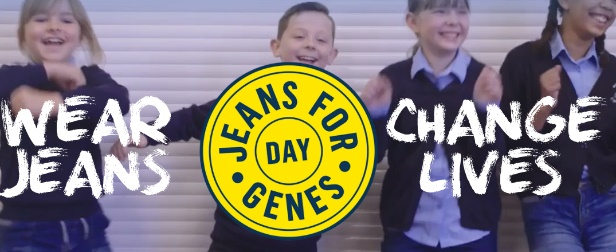 WEAR
JEANS
JEANS FOR
DAY
GENES
CHANGE
LIVES